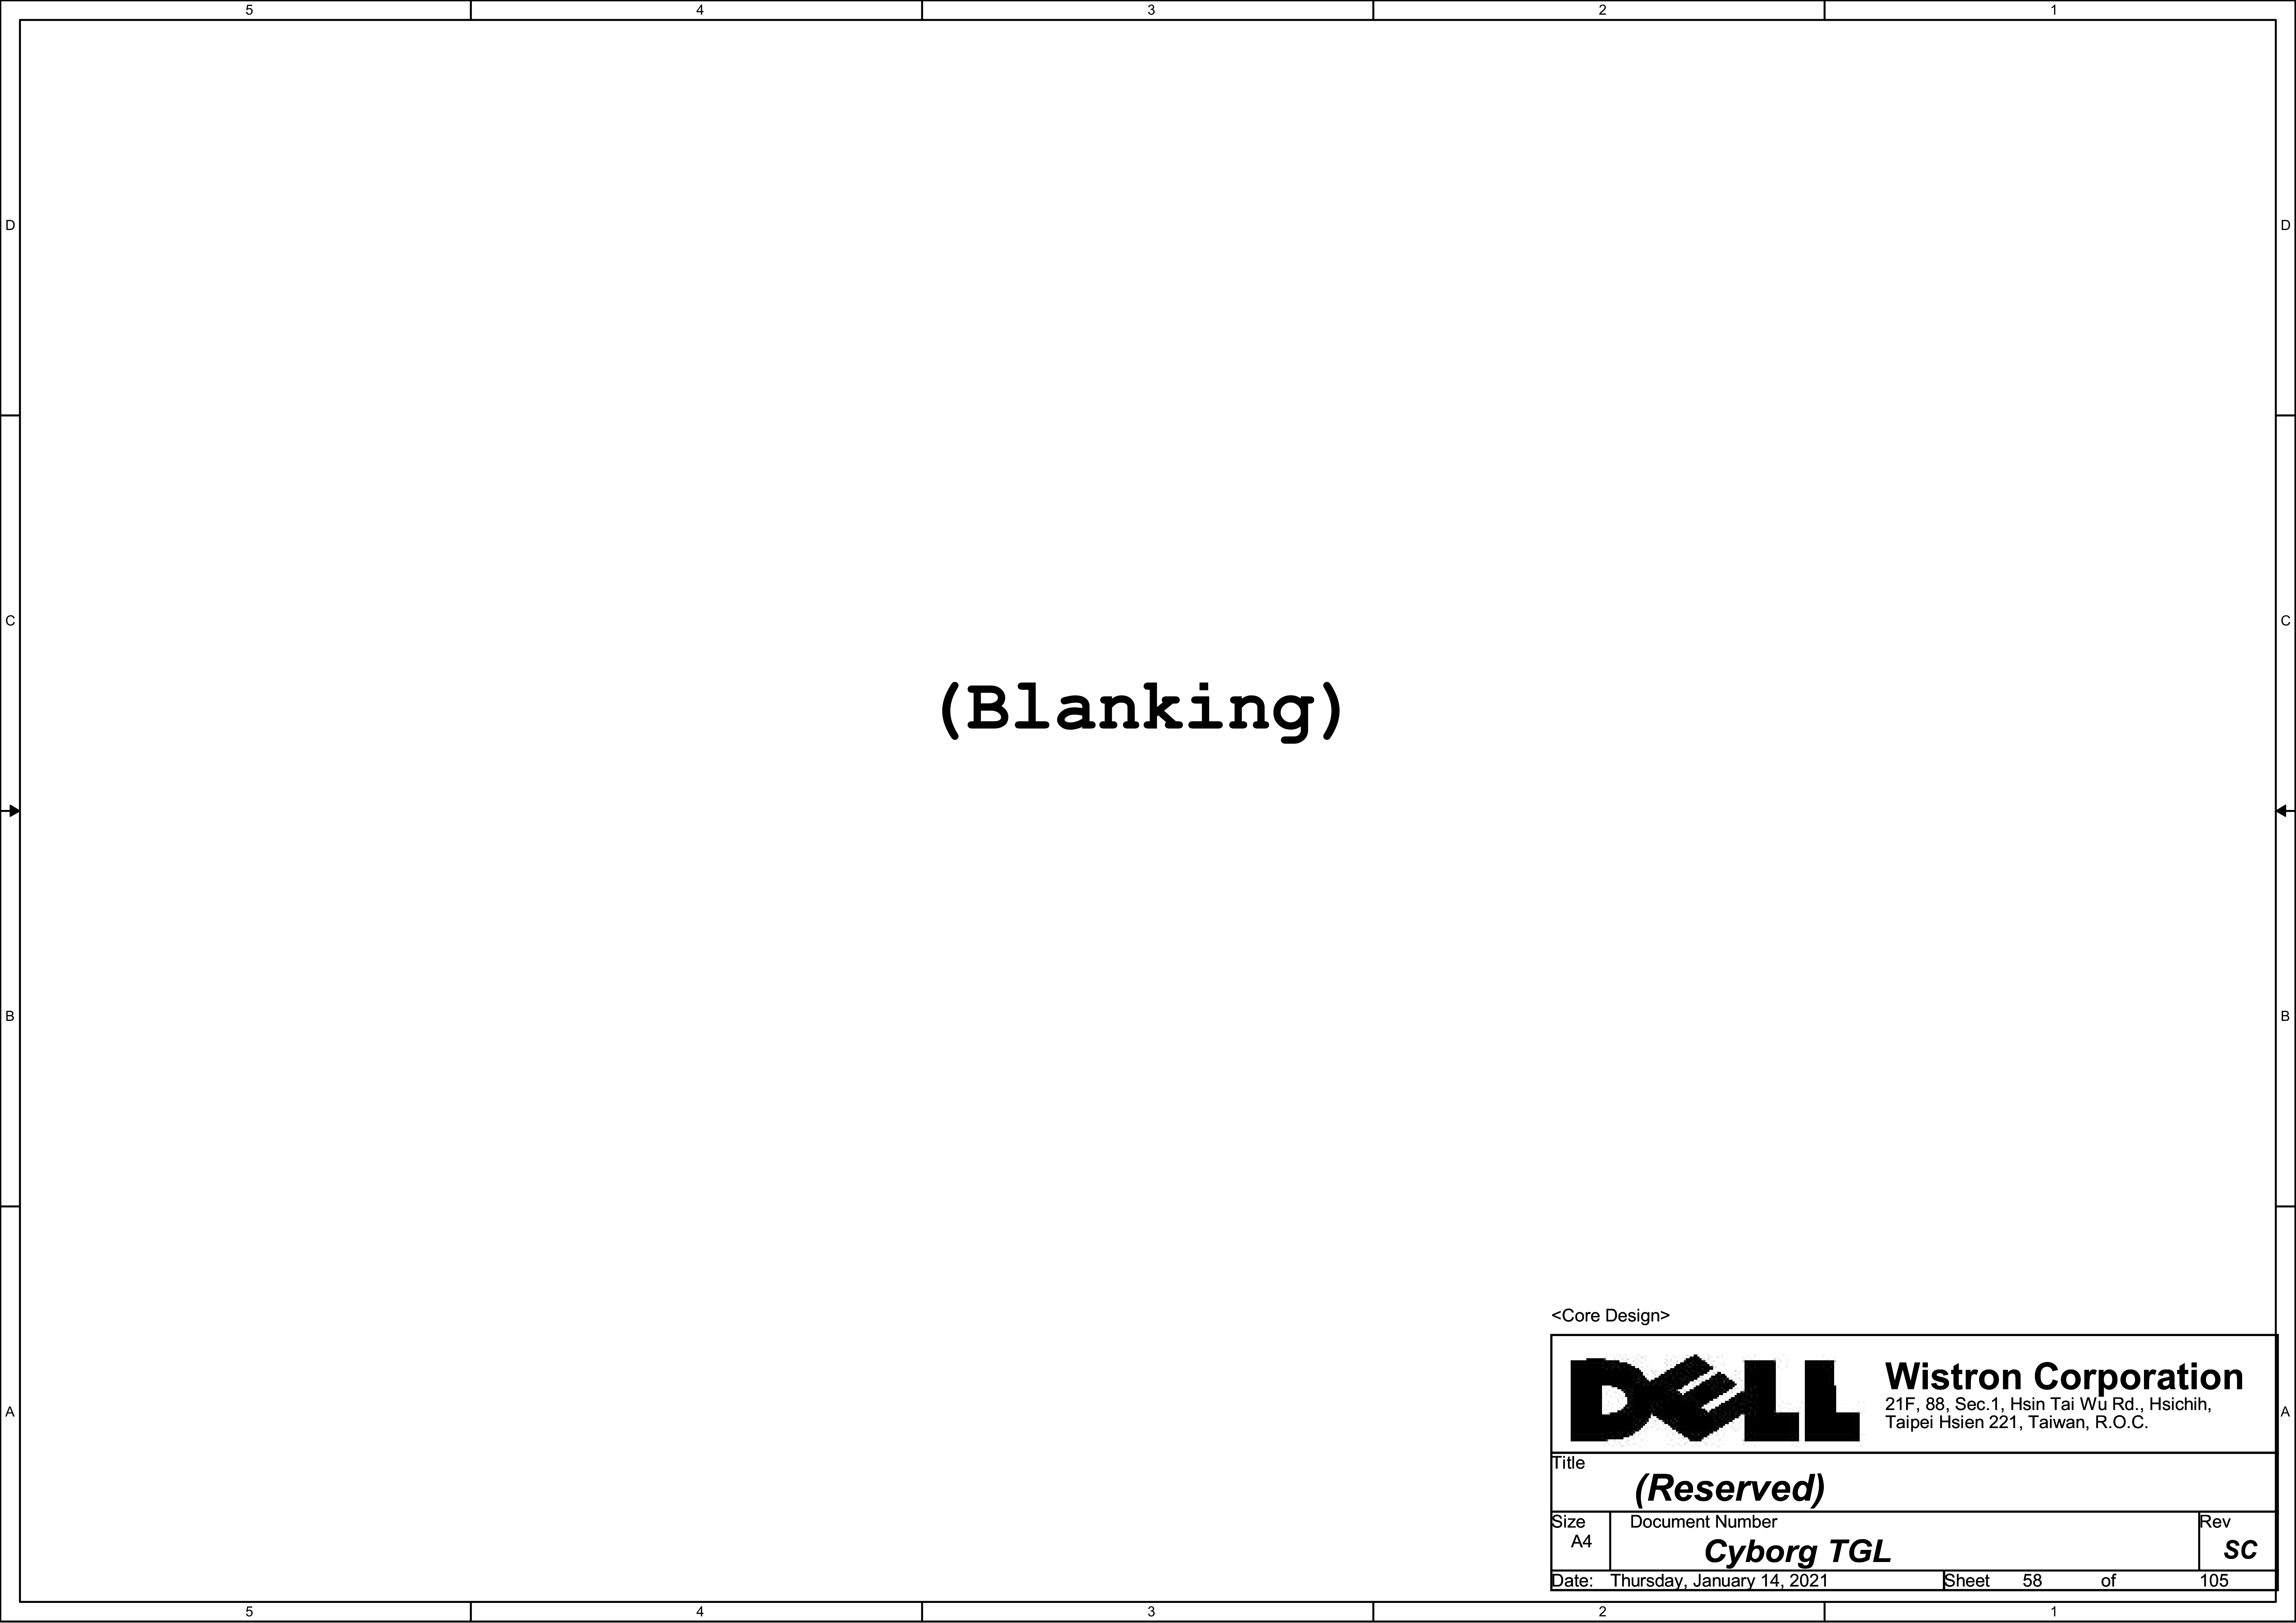 5 4 3 2 1
D D
C C
(Blanking)
B B
<Core Design>
DELL
Wistron Corporation
21F, 88, Sec.1, Hsin Tai Wu Rd., Hsichih,
Taipei Hsien 221, Taiwan, R.O.C.
A A
Title
(Reserved)
Size Document Number Rev
A4 Cyborg TGL SC
Date: Thursday, January 14, 2021 Sheet 58 of 105
5 4 3 2 1